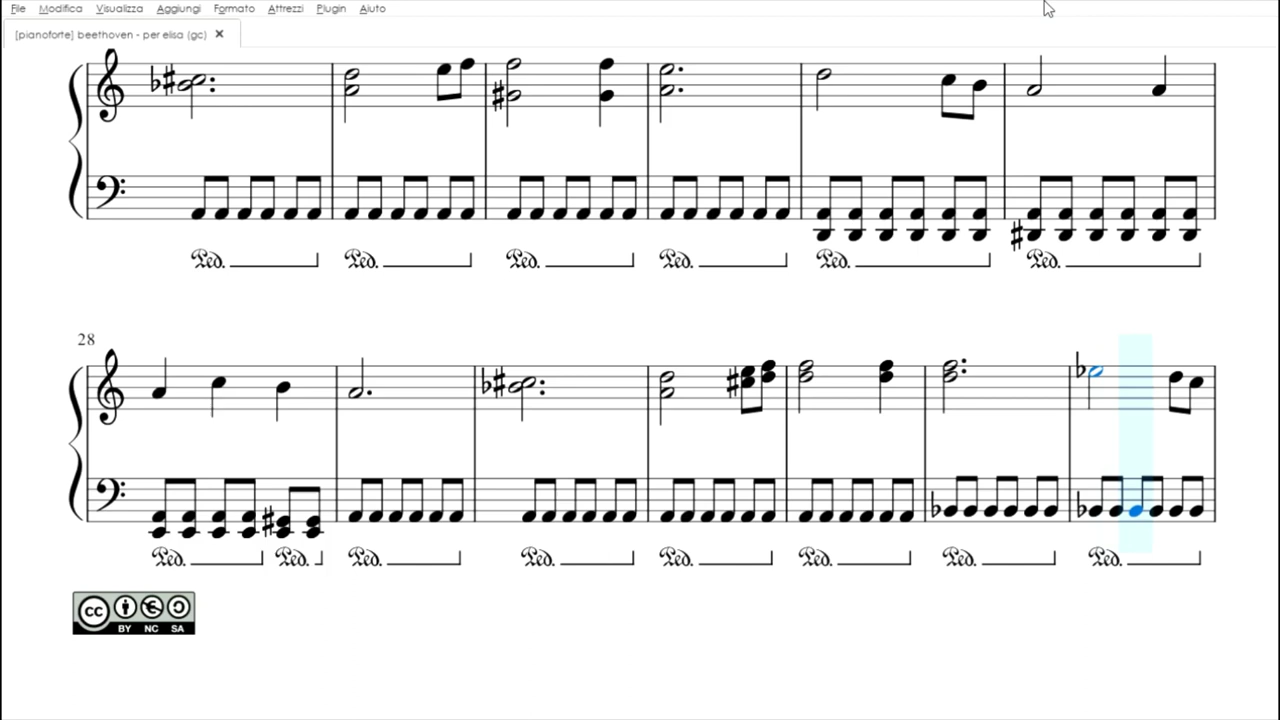 File Modifica Visualizza Aggiungi Formato Attrezzi Plugin Aiuto
[pianoforte] beethoven - per elisa (gc)
Ped. Ped. Ped. Ped. Ped. Ped.
28
Ped. Ped. Ped. Ped. Ped. Ped. Ped. Ped.
cc BY NC SA